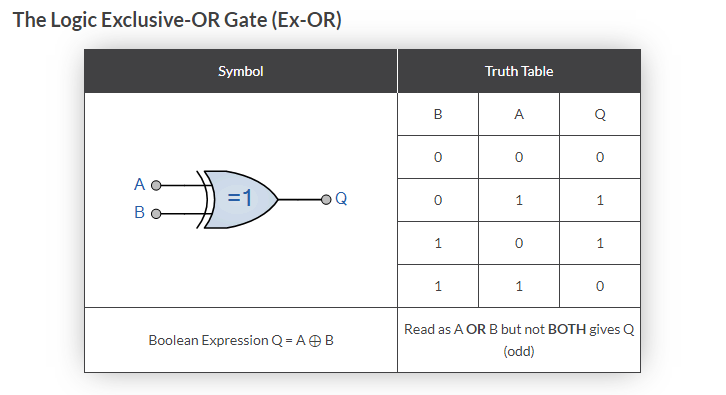 The Logic Exclusive-OR Gate (Ex-OR)
Symbol
Truth Table
B A Q
0 0 0
0 1 1
1 0 1
1 1 0
A
B
=1
Q
Boolean Expression Q = A ⊕ B
Read as A OR B but not BOTH gives Q
(odd)